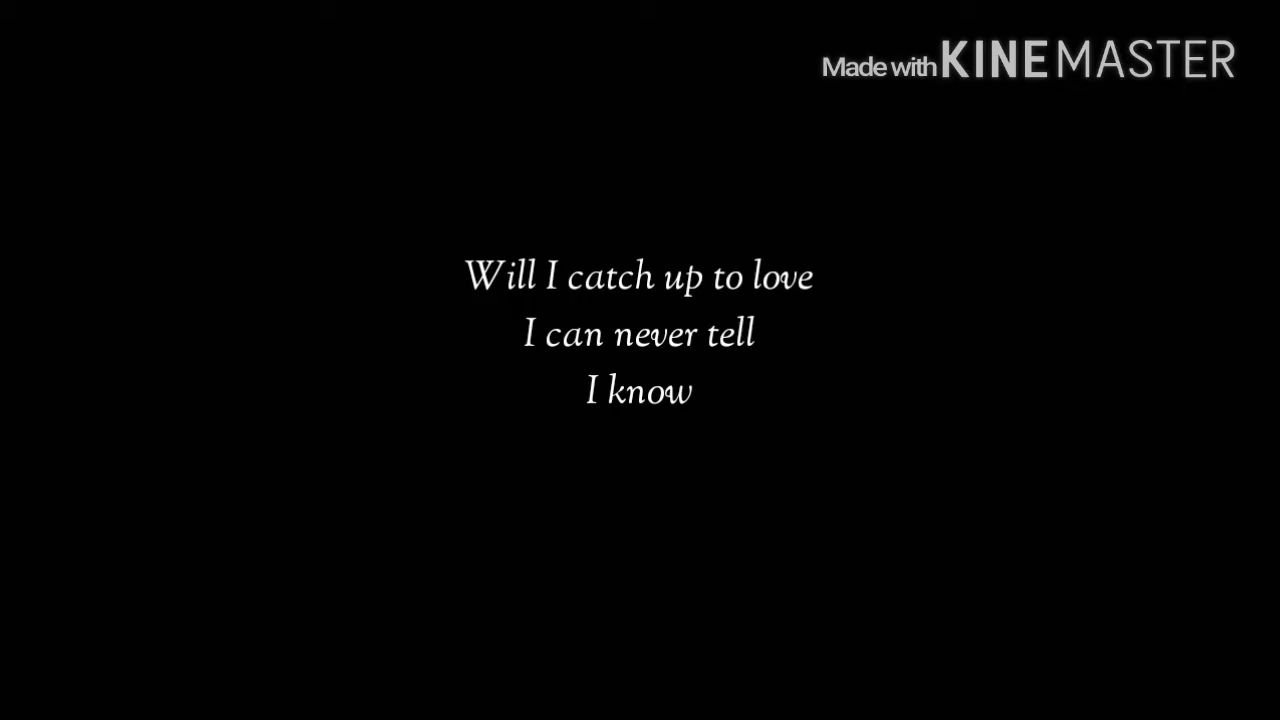 Made with KINEMASTER
Will I catch up to love
I can never tell
I know